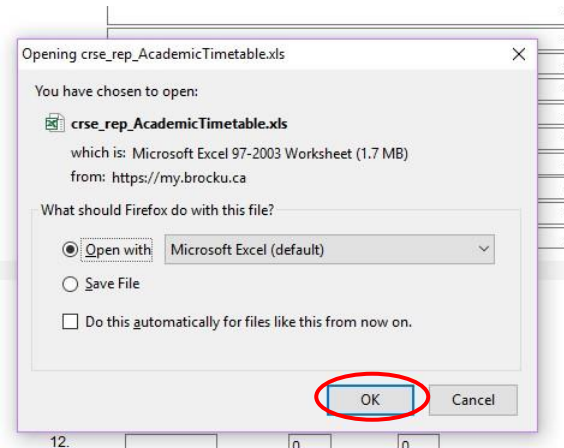 Opening crse_rep_AcademicTimetable.xls
You have chosen to open:
crse_rep_AcademicTimetable.xls
which is: Microsoft Excel 97-2003 Worksheet (1.7 MB)
from: https://my.brocku.ca
What should Firefox do with this file?
Open with Microsoft Excel (default)
Save File
Do this automatically for files like this from now on.
OK Cancel
12. 0 0